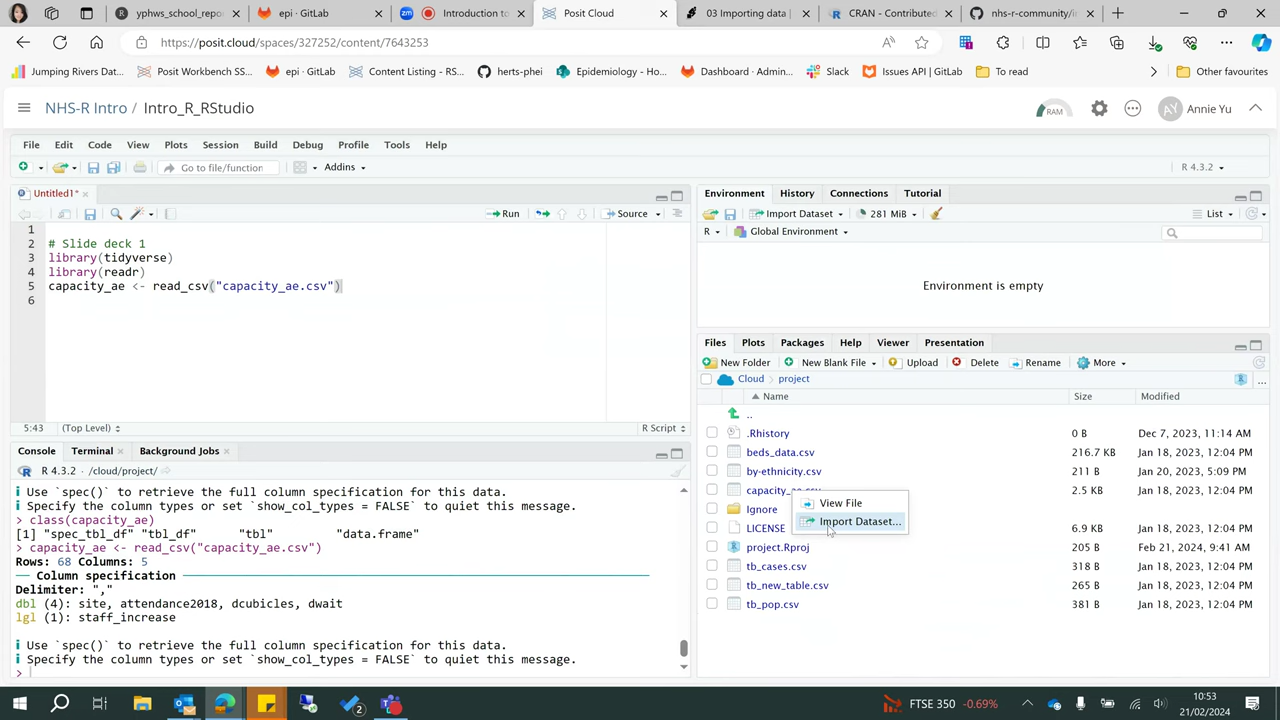 yphws_school_repo
epi · GitLab
Introduction to
Posit Cloud
03 Importing data
CRAN - Contributed
nhs-r-community/in
https://posit.cloud/spaces/327252/content/7643253
Jumping Rivers Dat...
Posit Workbench SS...
epi · GitLab
Content Listing - RS...
herts-phei
Epidemiology - Ho...
Dashboard · Admin...
Slack
Issues API | GitLab
To read
Other favourites
NHS-R Intro / Intro_R_RStudio
RAM
AY
Annie Yu
File Edit Code View Plots Session Build Debug Profile Tools Help
Go to file/function
Addins
R 4.3.2
Untitled1*
Run
Source
1
2 # Slide deck 1
3 library(tidyverse)
4 library(readr)
5 capacity_ae <- read_csv("capacity_ae.csv")
6
5:43 (Top Level)
R Script
Console Terminal Background Jobs
R 4.3.2 · /cloud/project/
i Use `spec()` to retrieve the full column specification for this data.
i Specify the column types or set `show_col_types = FALSE` to quiet this message.
> class(capacity_ae)
[1] "spec_tbl_df" "tbl_df" "tbl" "data.frame"
> capacity_ae <- read_csv("capacity_ae.csv")
Rows: 68 Columns: 5
── Column specification ──
Delimiter: ","
dbl (4): site, attendance2018, dcubicles, dwait
lgl (1): staff_increase
i Use `spec()` to retrieve the full column specification for this data.
i Specify the column types or set `show_col_types = FALSE` to quiet this message.
>
Environment History Connections Tutorial
Import Dataset
281 MiB
List
R
Global Environment
Environment is empty
Files Plots Packages Help Viewer Presentation
New Folder New Blank File Upload Delete Rename More
Cloud > project
Name Size Modified
..
.Rhistory 0 B Dec 7, 2023, 11:14 AM
beds_data.csv 216.7 KB Jan 18, 2023, 12:04 PM
by-ethnicity.csv 211 B Jan 20, 2023, 5:09 PM
capacity_ae.csv 2.5 KB Jan 18, 2023, 12:04 PM
View File
Ignore
Import Dataset...
LICENSE 6.9 KB Jan 18, 2023, 12:04 PM
project.Rproj 205 B Feb 21, 2024, 9:41 AM
tb_cases.csv 318 B Jan 18, 2023, 12:04 PM
tb_new_table.csv 265 B Jan 18, 2023, 12:04 PM
tb_pop.csv 381 B Jan 18, 2023, 12:04 PM
2
FTSE 350 -0.69%
10:53
21/02/2024